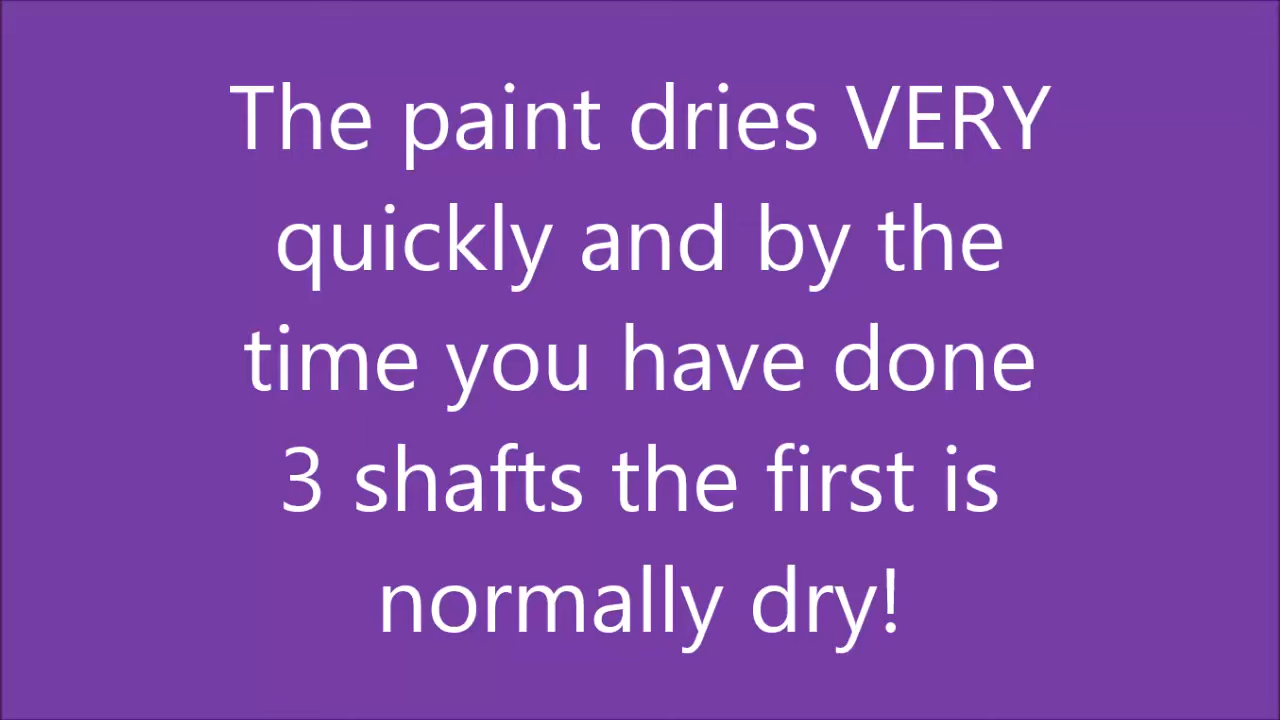 The paint dries VERY
quickly and by the
time you have done
3 shafts the first is
normally dry!